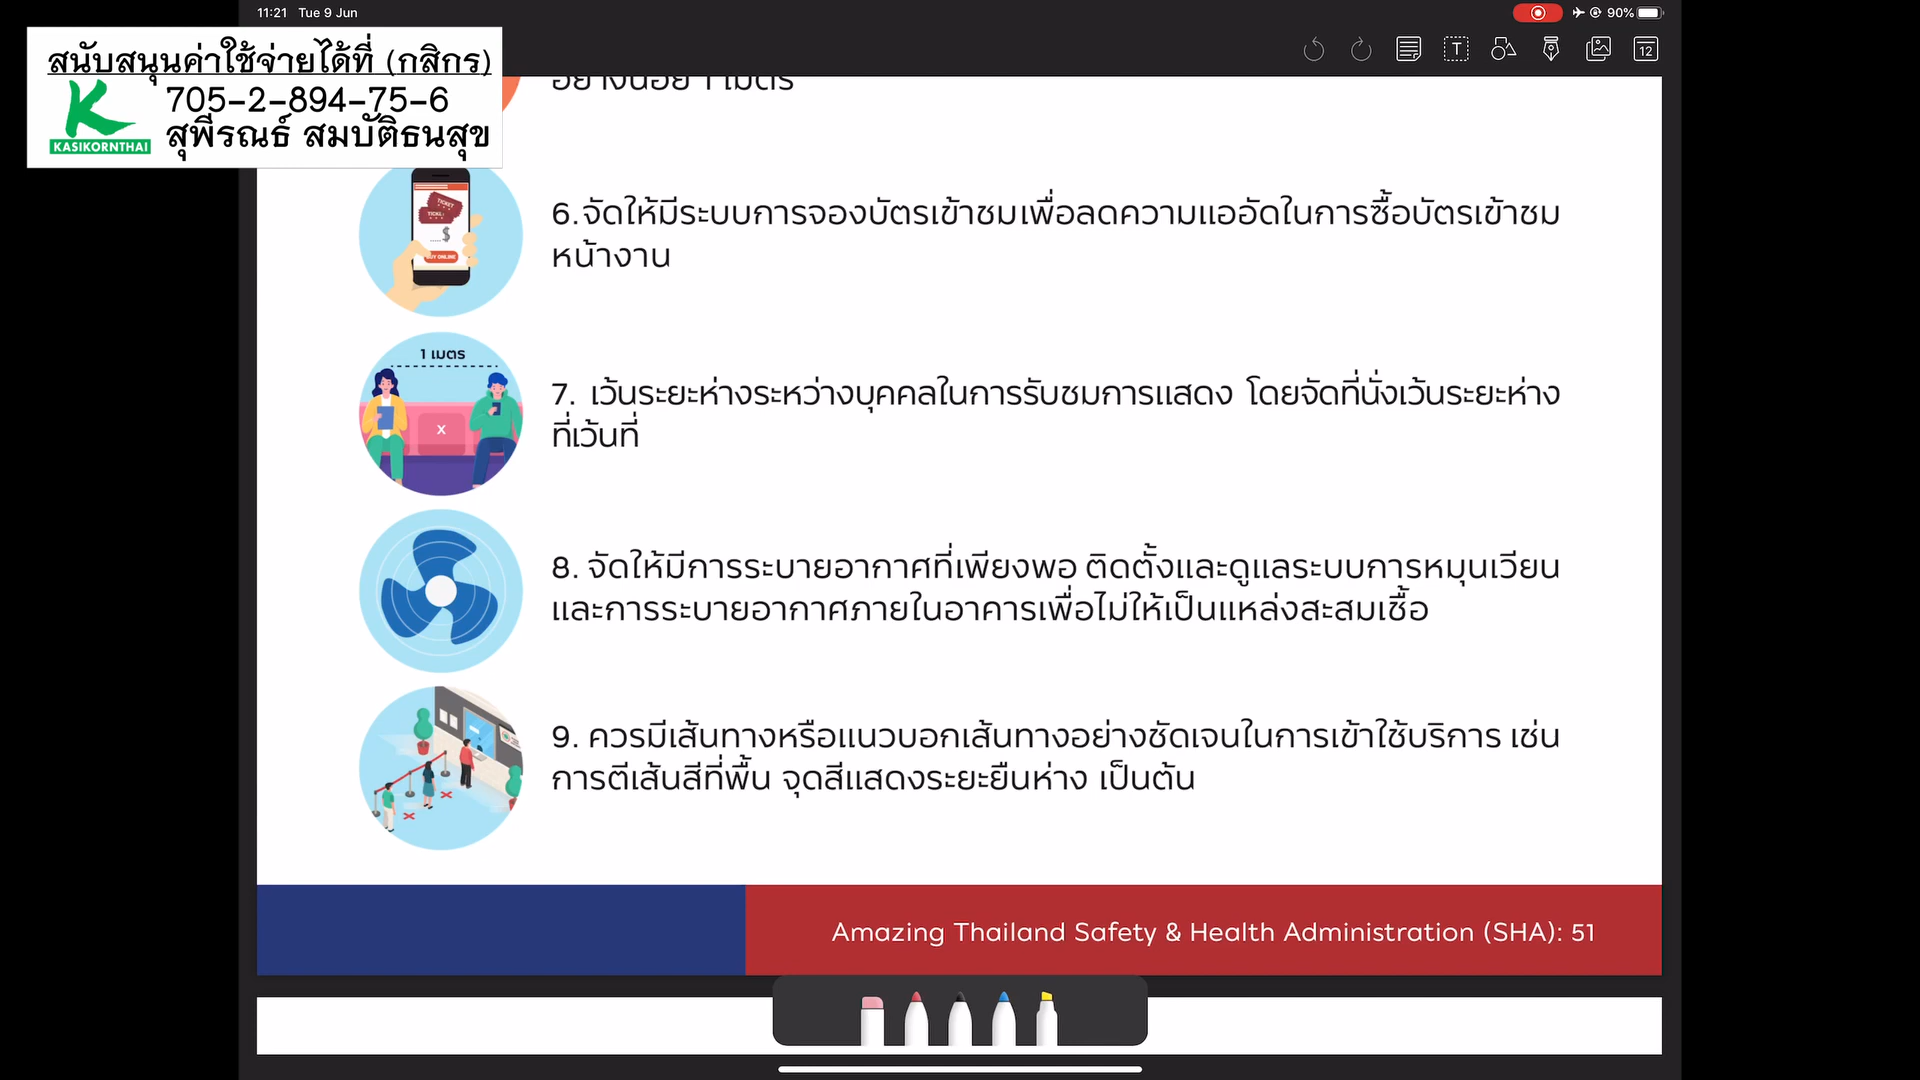 11:21 Tue 9 Jun
90%
สนับสนุนค่าใช้จ่ายได้ที่ (กสิกร)
705-2-894-75-6
สุพีรณธ์ สมบัติธนสุข
KASIKORNTHAI
T
12
อย่างน้อย 1 เมตร
TICKET
$
BUY ONLINE
6.จัดให้มีระบบการจองบัตรเข้าชมเพื่อลดความแออัดในการซื้อบัตรเข้าชม
หน้างาน
1 เมตร
X
7. เว้นระยะห่างระหว่างบุคคลในการรับชมการแสดง โดยจัดที่นั่งเว้นระยะห่าง
ที่เว้นที่
8. จัดให้มีการระบายอากาศที่เพียงพอ ติดตั้งและดูแลระบบการหมุนเวียน
และการระบายอากาศภายในอาคารเพื่อไม่ให้เป็นแหล่งสะสมเชื้อ
9. ควรมีเส้นทางหรือแนวบอกเส้นทางอย่างชัดเจนในการเข้าใช้บริการ เช่น
การตีเส้นสีที่พื้น จุดสีแสดงระยะยืนห่าง เป็นต้น
Amazing Thailand Safety & Health Administration (SHA): 51